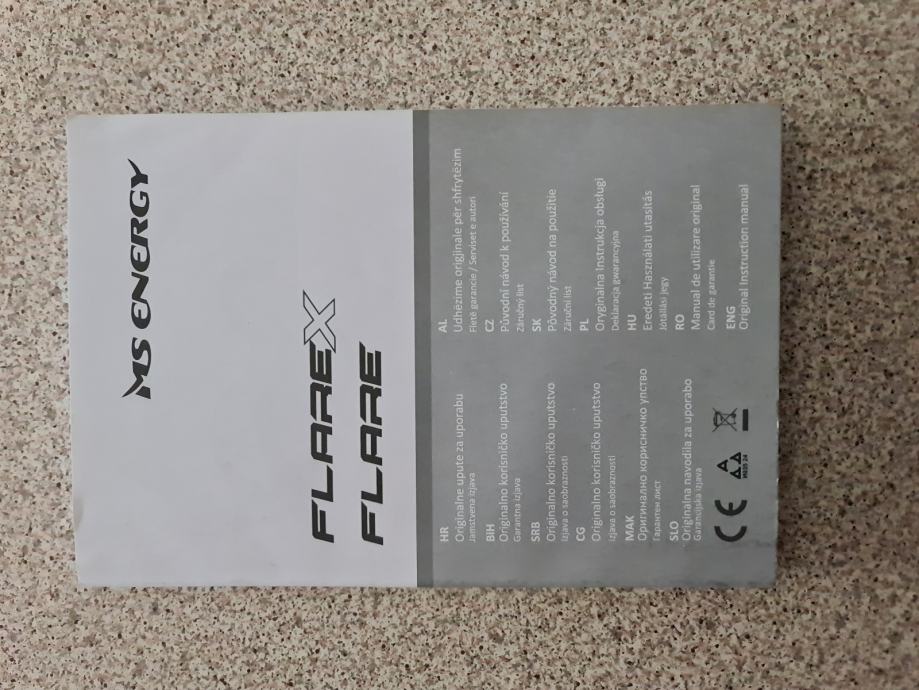 MS ENERGY
FLAREX
FLARE
HR
Originalne upute za uporabu
Jamstvena izjava
BIH
Originalno korisničko uputstvo
Garantna izjava
SRB
Originalno korisničko uputstvo
Izjava o saobraznosti
CG
Originalno korisničko uputstvo
Izjava o saobraznosti
MAK
Оригинално корисничко упство
Гарантен лист
SLO
Originalna navodila za uporabo
Garancijska izjava
AL
Udhëzime origjinale për shfrytëzim
Fletë garancie / Serviset e autori
CZ
Původní návod k používání
Záručný list
SK
Pôvodný návod na použitie
Záruční list
PL
Oryginalna Instrukcja obsługi
Deklaracja gwarancyjna
HU
Eredeti Használati utasítás
Jótállási jegy
RO
Manual de utilizare original
Card de garantie
ENG
Original Instruction manual
CE